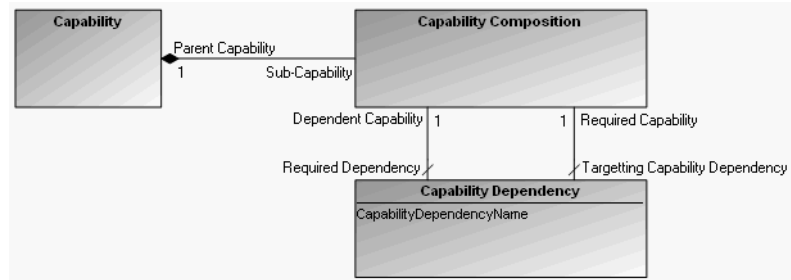 Capability
Capability Composition
Parent Capability
1
Sub-Capability
Dependent Capability
1
1
Required Capability
Required Dependency
Targetting Capability Dependency
Capability Dependency
CapabilityDependencyName